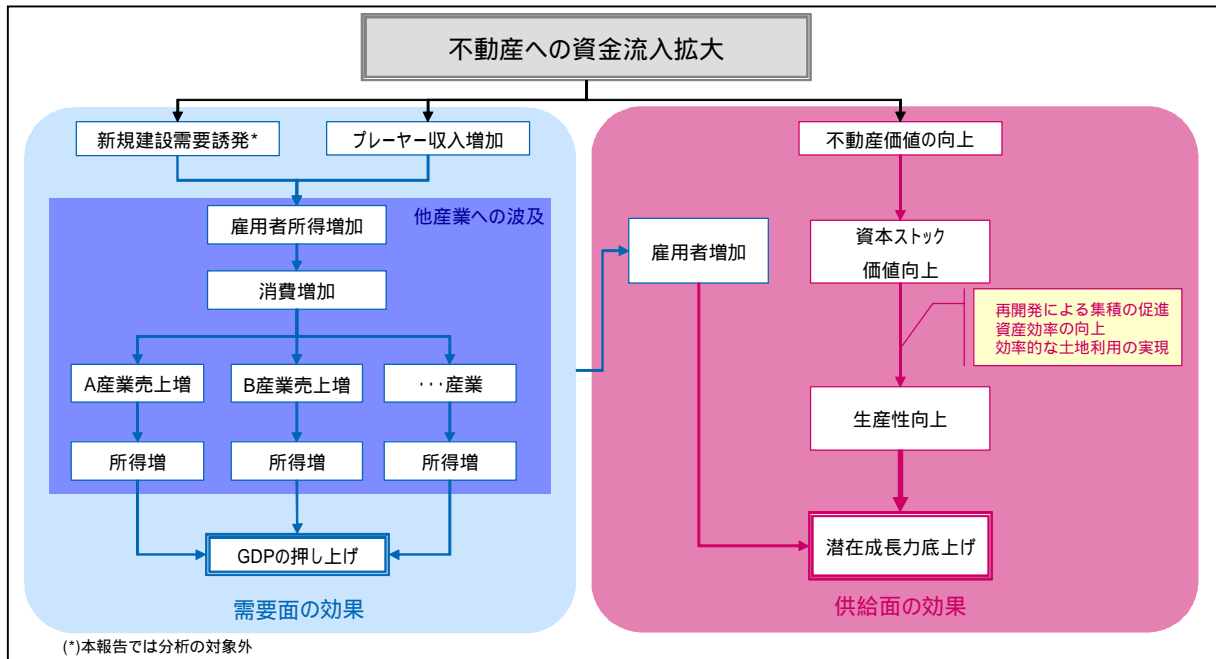 不動産への資金流入拡大
新規建設需要誘発*
プレーヤー収入増加
不動産価値の向上
他産業への波及
雇用者所得増加
雇用者増加
資本ストック
価値向上
消費増加
再開発による集積の促進
資産効率の向上
効率的な土地利用の実現
A産業売上増
B産業売上増
･･･産業
生産性向上
所得増
所得増
所得増
GDPの押し上げ
潜在成長力底上げ
需要面の効果
供給面の効果
(*)本報告では分析の対象外